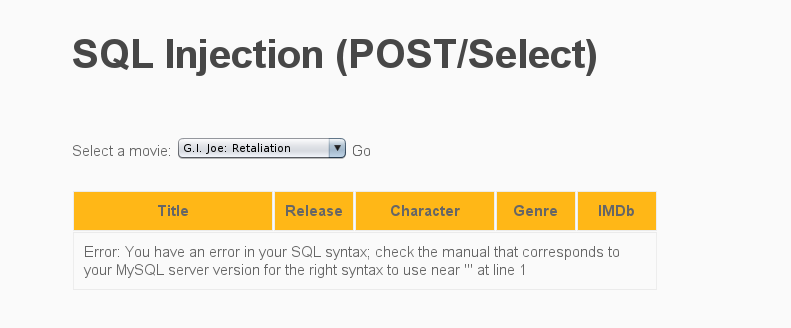 SQL Injection (POST/Select)
Select a movie: G.I. Joe: Retaliation Go
Title Release Character Genre IMDb
Error: You have an error in your SQL syntax; check the manual that corresponds to
your MySQL server version for the right syntax to use near ''' at line 1